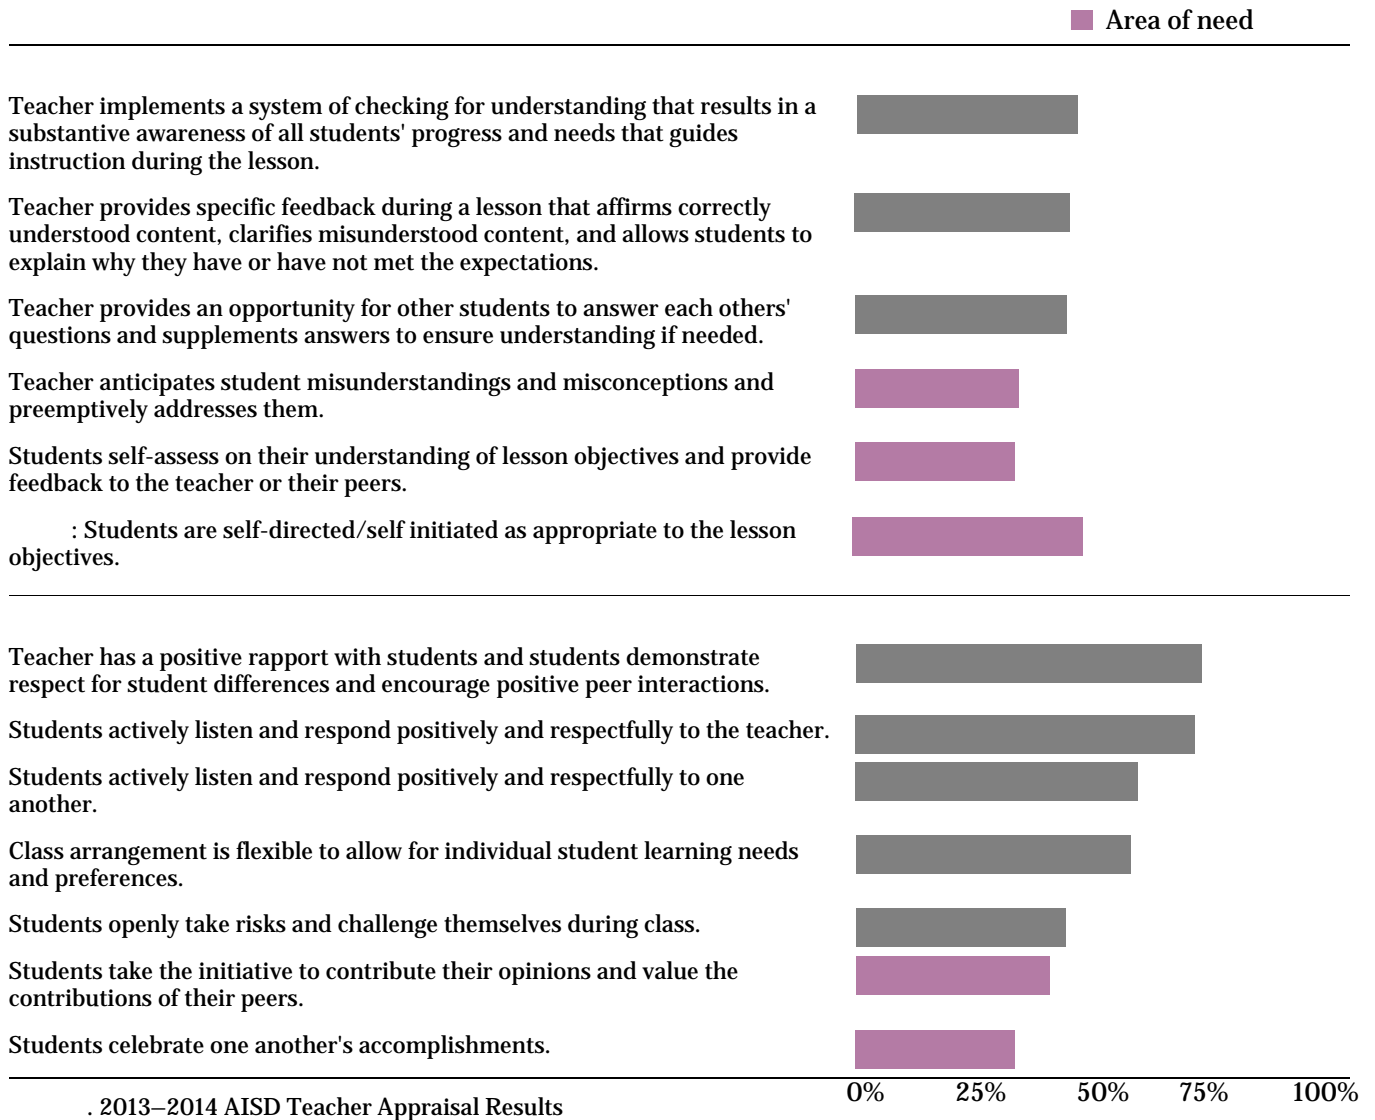 Area of need
Teacher implements a system of checking for understanding that results in a
substantive awareness of all students' progress and needs that guides
instruction during the lesson.
Teacher provides specific feedback during a lesson that affirms correctly
understood content, clarifies misunderstood content, and allows students to
explain why they have or have not met the expectations.
Teacher provides an opportunity for other students to answer each others'
questions and supplements answers to ensure understanding if needed.
Teacher anticipates student misunderstandings and misconceptions and
preemptively addresses them.
Students self-assess on their understanding of lesson objectives and provide
feedback to the teacher or their peers.
: Students are self-directed/self initiated as appropriate to the lesson
objectives.
Teacher has a positive rapport with students and students demonstrate
respect for student differences and encourage positive peer interactions.
Students actively listen and respond positively and respectfully to the teacher.
Students actively listen and respond positively and respectfully to one
another.
Class arrangement is flexible to allow for individual student learning needs
and preferences.
Students openly take risks and challenge themselves during class.
Students take the initiative to contribute their opinions and value the
contributions of their peers.
Students celebrate one another's accomplishments.
0% 25% 50% 75% 100%
. 2013–2014 AISD Teacher Appraisal Results